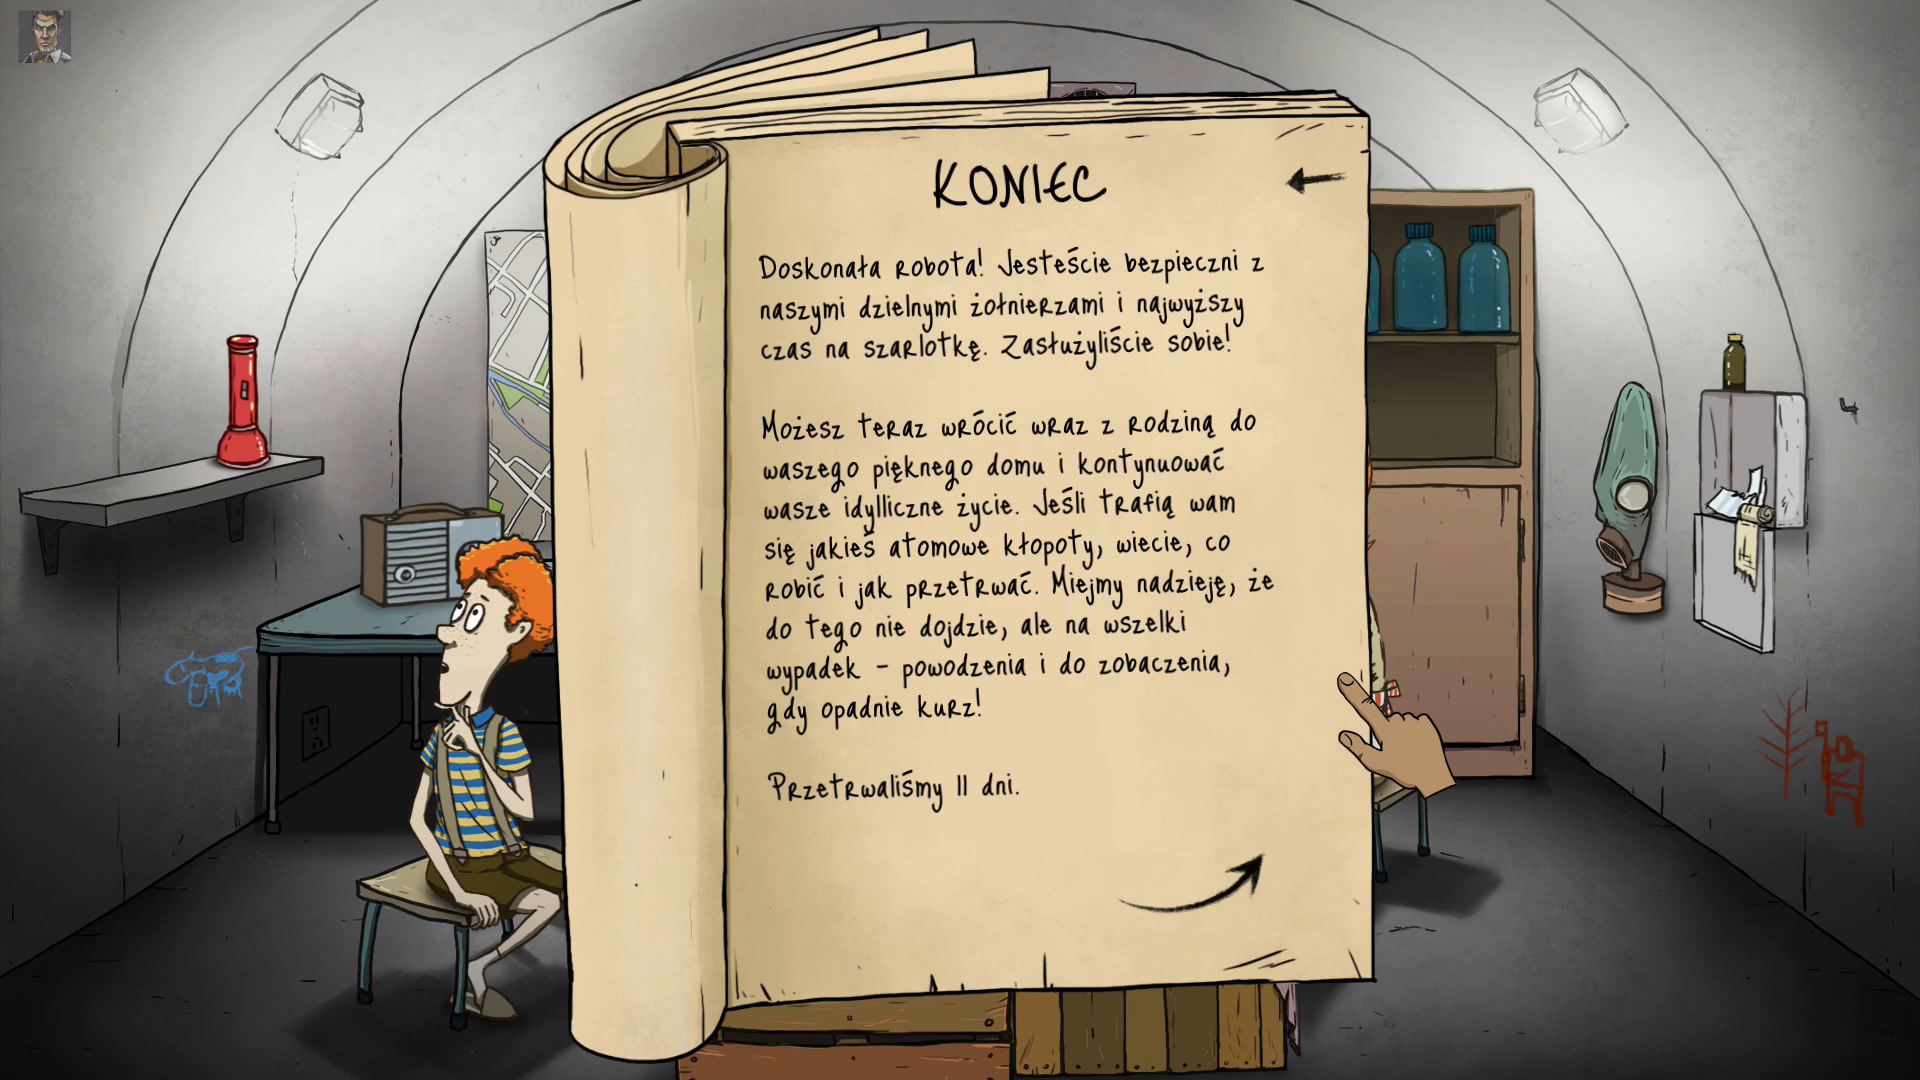 KONIEC
Doskonała robota! Jesteście bezpieczni z
naszymi dzielnymi żołnierzami i najwyższy
czas na szarlotkę. Zasłużyliście sobie!
Możesz teraz wrócić wraz z rodziną do
waszego pięknego domu i kontynuować
wasze idylliczne życie. Jeśli trafią wam
się jakieś atomowe kłopoty, wiecie, co
robić i jak przetrwać. Miejmy nadzieję, że
do tego nie dojdzie, ale na wszelki
wypadek - powodzenia i do zobaczenia,
gdy opadnie kurz!
Przetrwaliśmy 11 dni.